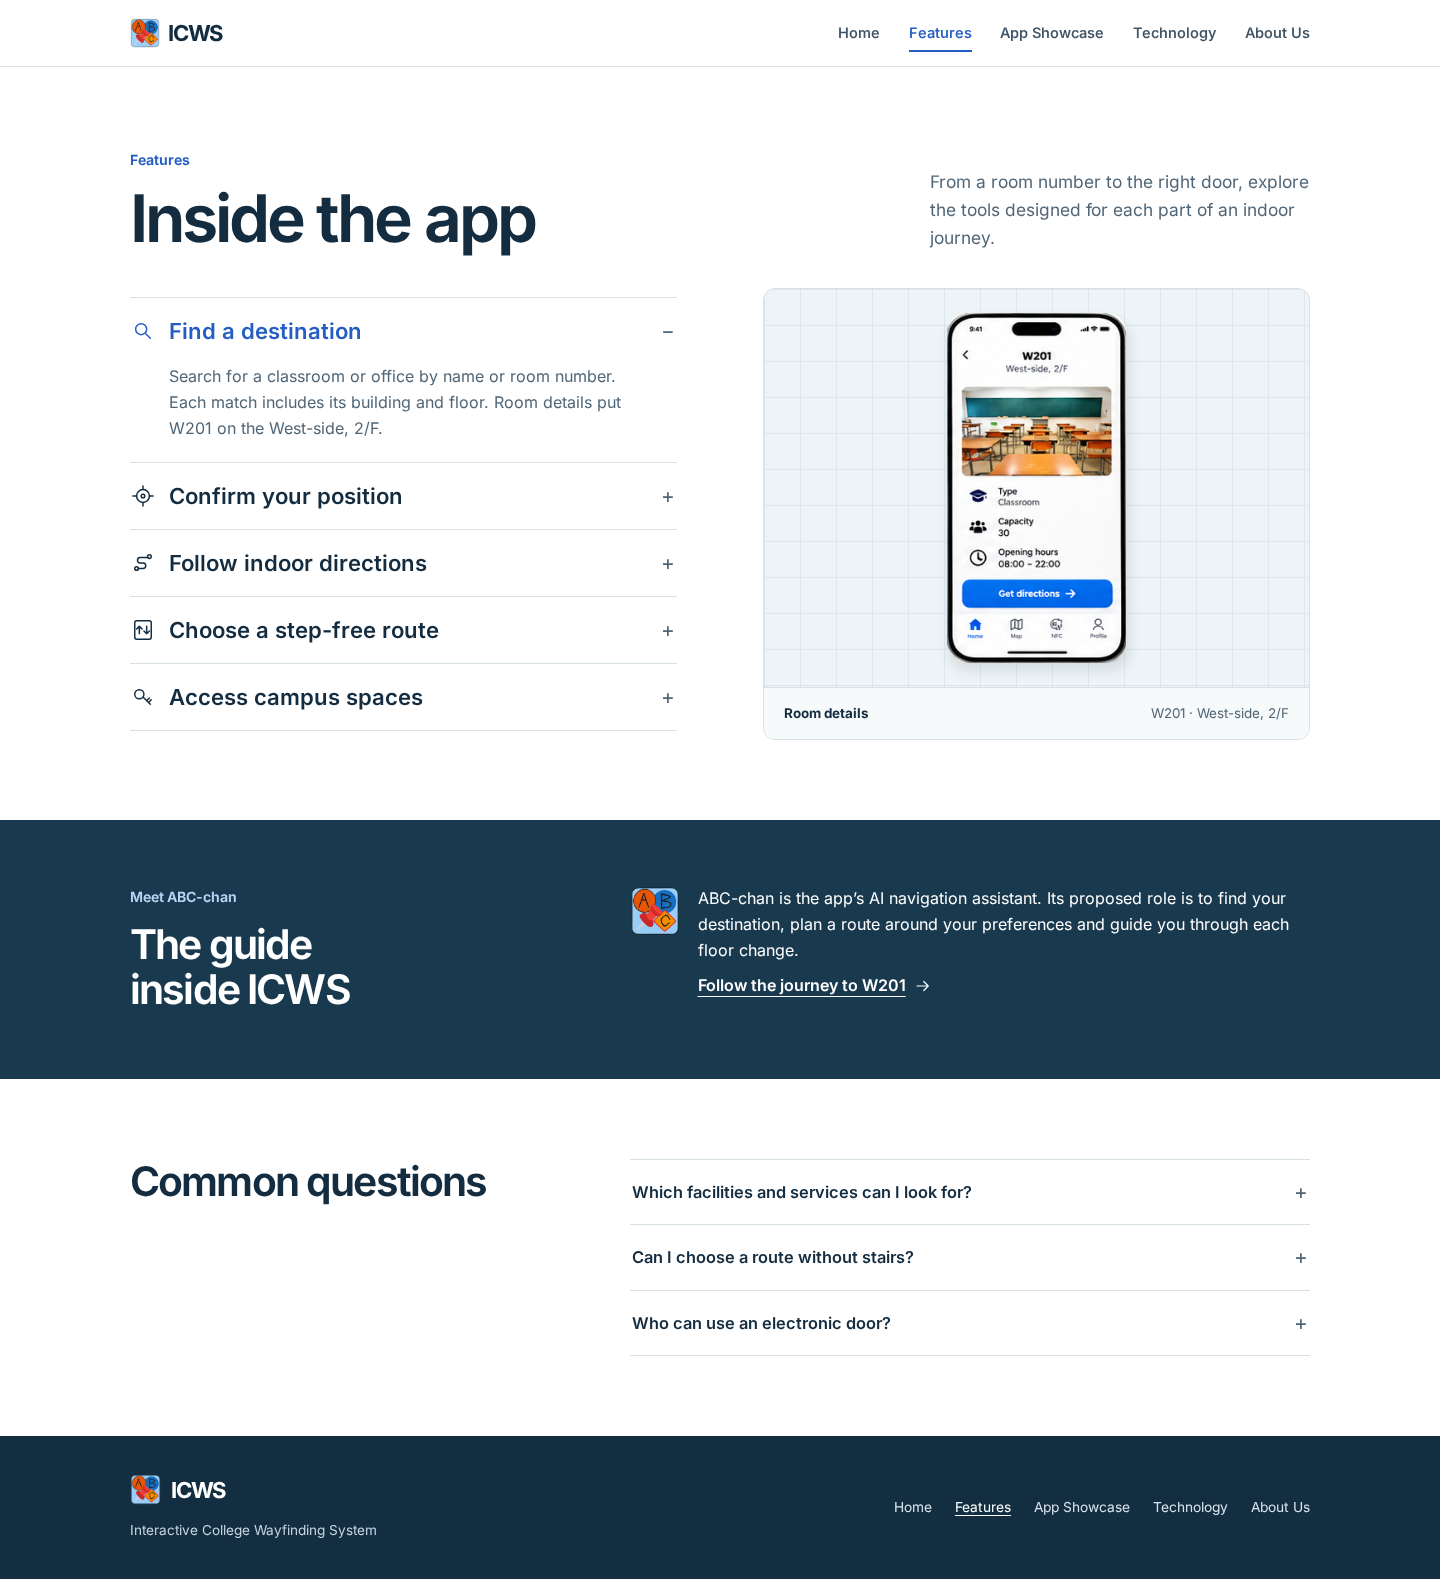 ICWS
Home Features App Showcase Technology About Us
Features
Inside the app
From a room number to the right door, explore
the tools designed for each part of an indoor
journey.
Find a destination −
Search for a classroom or office by name or room number.
Each match includes its building and floor. Room details put
W201 on the West-side, 2/F.
Confirm your position +
Follow indoor directions +
Choose a step-free route +
Access campus spaces +
9:41
W201
West-side, 2/F
Type
Classroom
Capacity
30
Opening hours
08:00 – 22:00
Get directions →
Home Map NFC Profile
Room details W201 · West-side, 2/F
Meet ABC-chan
The guide
inside ICWS
A B C
ABC-chan is the app’s AI navigation assistant. Its proposed role is to find your
destination, plan a route around your preferences and guide you through each
floor change.
Follow the journey to W201 →
Common questions
Which facilities and services can I look for? +
Can I choose a route without stairs? +
Who can use an electronic door? +
ICWS
Interactive College Wayfinding System
Home Features App Showcase Technology About Us